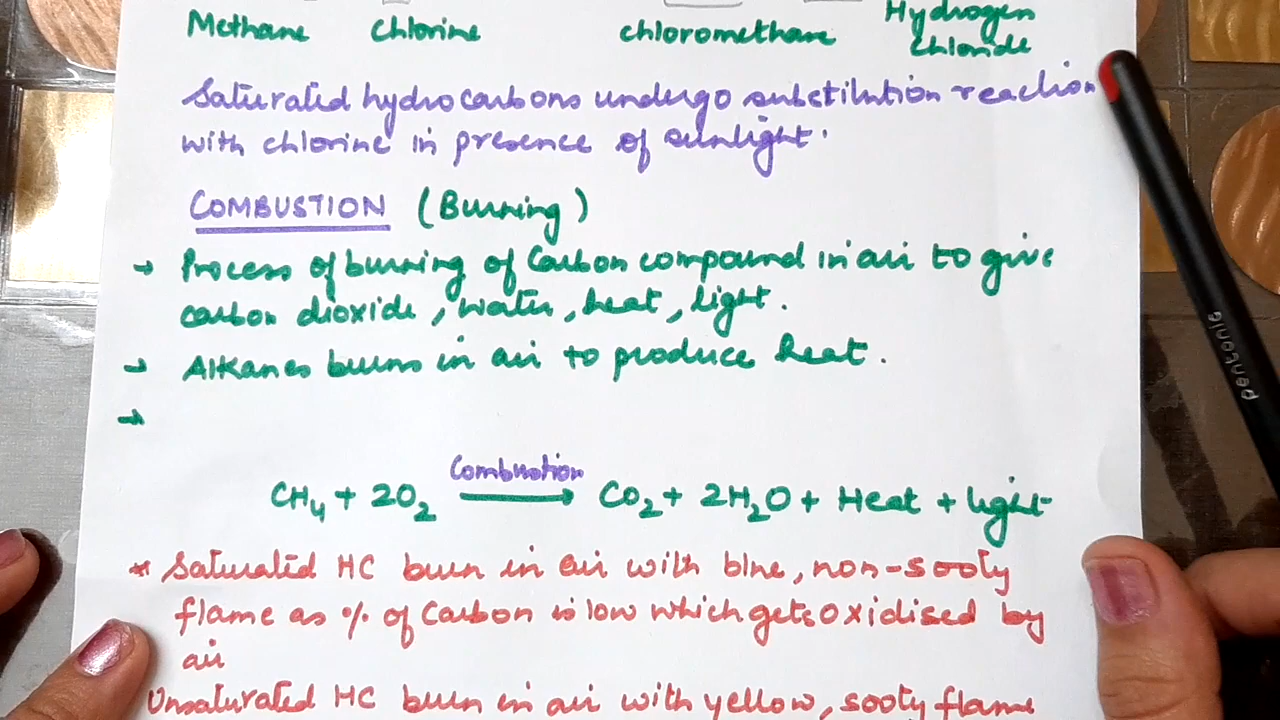 Methane Chlorine chloromethane Hydrogen chloride
Saturated hydrocarbons undergo substitution reaction
with chlorine in presence of sunlight.
COMBUSTION (Burning)
→ Process of burning of Carbon compound in air to give
carbon dioxide, water, heat, light.
→ Alkanes burns in air to produce heat.
→
Combustion
CH₄ + 2O₂ ⟶ CO₂ + 2H₂O + Heat + light
* Saturated HC burn in air with blue, non-sooty
flame as % of Carbon is low which gets oxidised by
air
Unsaturated HC burn in air with yellow, sooty flame
pentonic